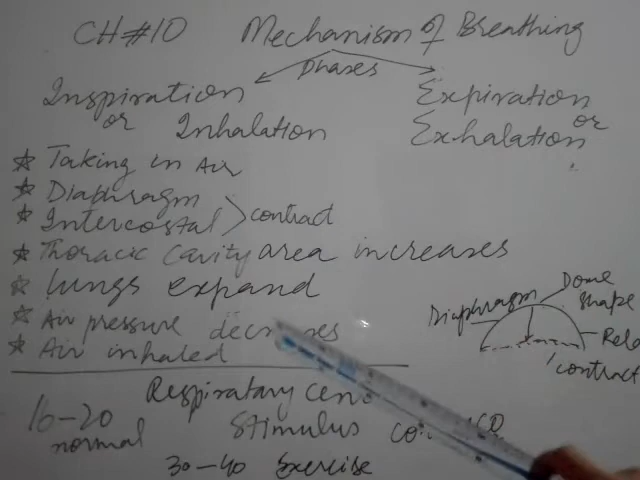 CH#10 Mechanism of Breathing
Phases
Inspiration or Inhalation
Expiration or Exhalation
☆ Taking in Air
☆ Diaphragm
☆ Intercostal > contract
☆ Thoracic cavity area increases
☆ Lungs expand
☆ Air pressure decreases
☆ Air inhaled
Diaphragm
Dome shape
contract
16-20 normal
Respiratary
Stimulus
30-40 Exercise